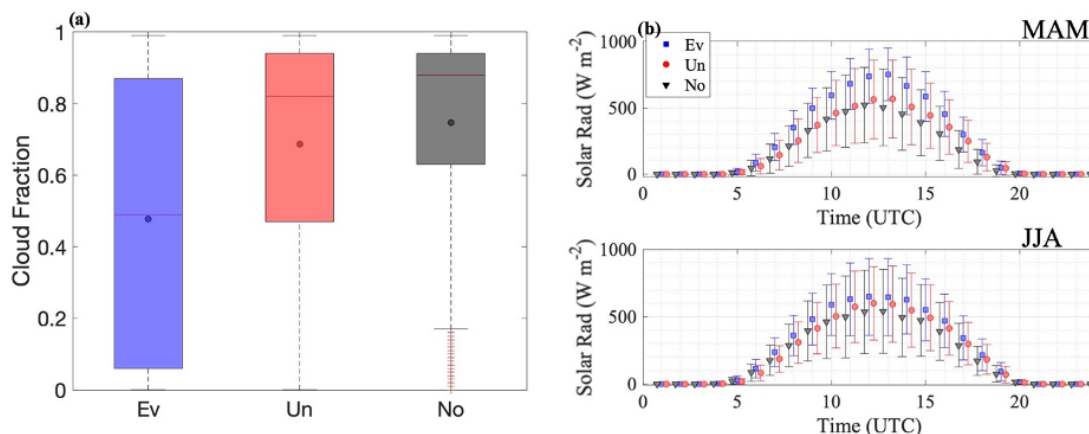 (a)
Cloud Fraction
1
0.8
0.6
0.4
0.2
0
Ev Un No
(b)
MAM
Ev
Un
No
Solar Rad (W m-2)
1000
500
0
0 5 10 15 20
Time (UTC)
JJA
Solar Rad (W m-2)
1000
500
0
0 5 10 15 20
Time (UTC)